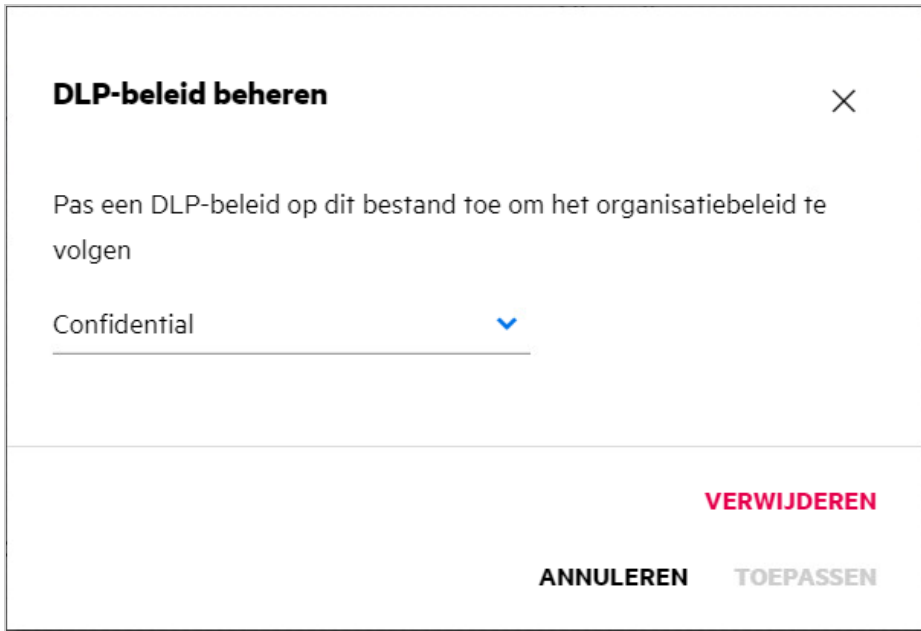 DLP-beleid beheren
Pas een DLP-beleid op dit bestand toe om het organisatiebeleid te
volgen
Confidential
VERWIJDEREN
ANNULEREN TOEPASSEN